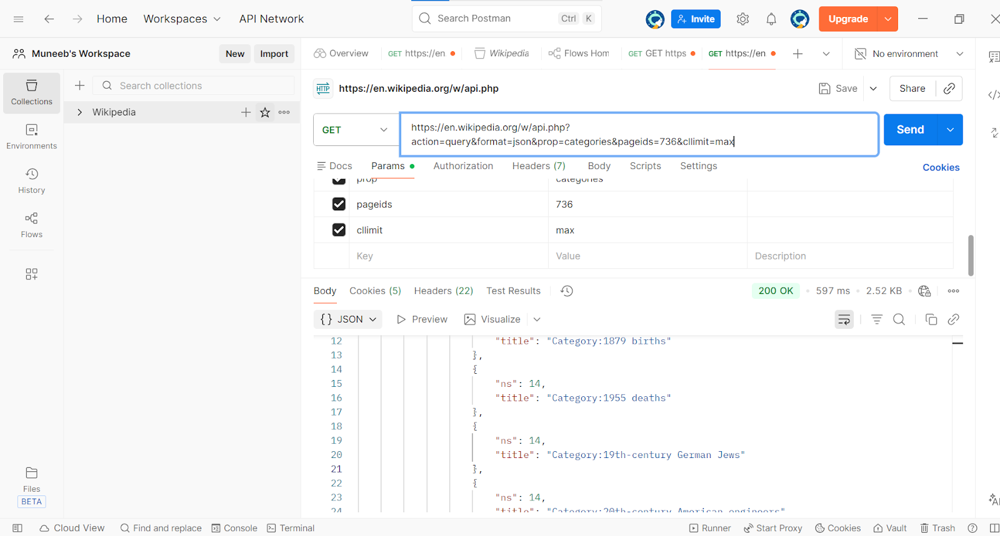 Home
Workspaces
API Network
Search Postman
Ctrl
K
Invite
Upgrade
Muneeb's Workspace
New
Import
Overview
GET https://en
Wikipedia
Flows Hom
GET GET https
GET https://en
No environment
Collections
Search collections
Wikipedia
Environments
History
Flows
Files
BETA
HTTP
https://en.wikipedia.org/w/api.php
Save
Share
GET
https://en.wikipedia.org/w/api.php?
action=query&format=json&prop=categories&pageids=736&cllimit=max
Send
Docs
Params
Authorization
Headers (7)
Body
Scripts
Settings
Cookies
prop categories
pageids 736
cllimit max
Key Value Description
Body
Cookies (5)
Headers (22)
Test Results
200 OK
597 ms
2.52 KB
{} JSON
Preview
Visualize
12 "title": "Category:1879 births"
13 },
14 {
15 "ns": 14,
16 "title": "Category:1955 deaths"
17 },
18 {
19 "ns": 14,
20 "title": "Category:19th-century German Jews"
21 },
22 {
23 "ns": 14,
24 "title": "Category:20th-century American engineers"
Cloud View
Find and replace
Console
Terminal
Runner
Start Proxy
Cookies
Vault
Trash